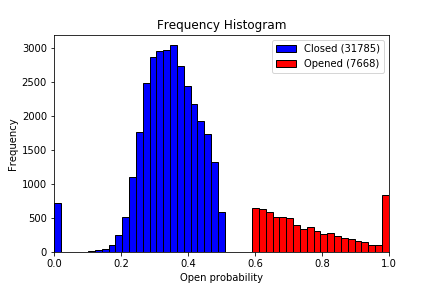 Frequency Histogram
Closed (31785)
Opened (7668)
Frequency
3000
2500
2000
1500
1000
500
0
0.0 0.2 0.4 0.6 0.8 1.0
Open probability